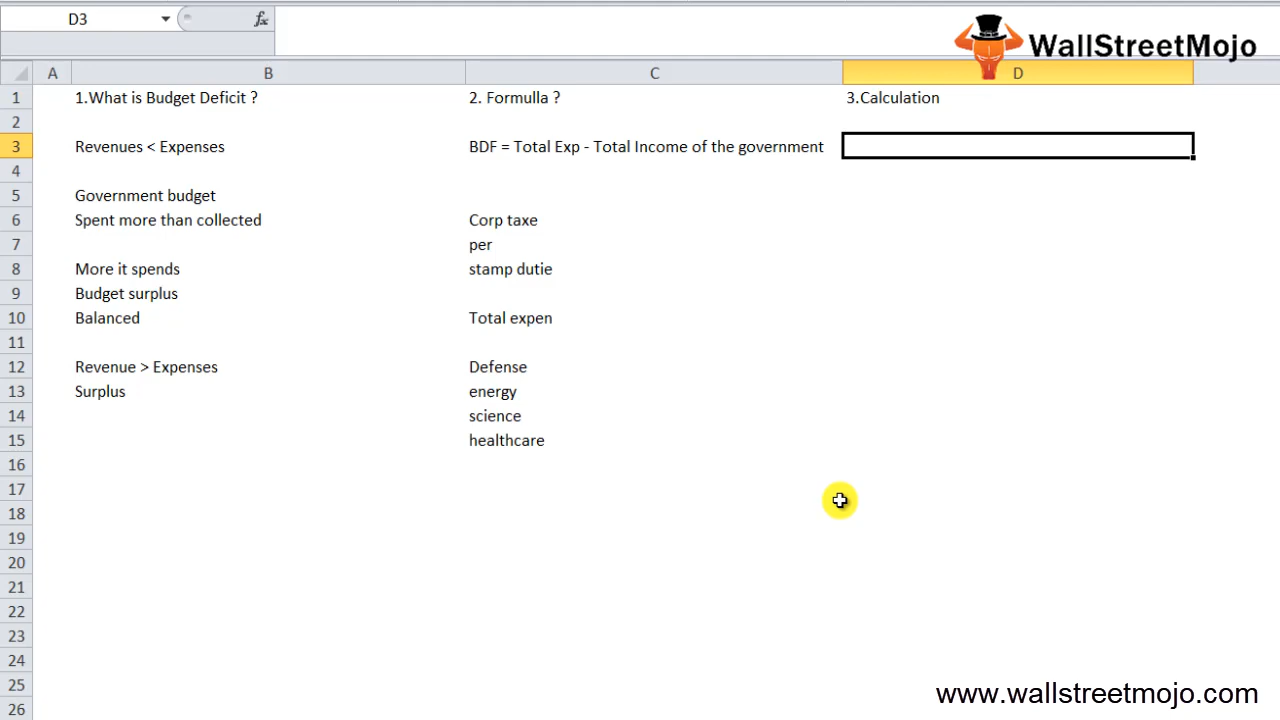 D3
fx
WallStreetMojo
A B C D
1 1.What is Budget Deficit ? 2. Formulla ? 3.Calculation
2
3 Revenues < Expenses BDF = Total Exp - Total Income of the government
4
5 Government budget
6 Spent more than collected Corp taxe
7 per
8 More it spends stamp dutie
9 Budget surplus
10 Balanced Total expen
11
12 Revenue > Expenses Defense
13 Surplus energy
14 science
15 healthcare
16
17
18
19
20
21
22
23
24
25
26
www.wallstreetmojo.com